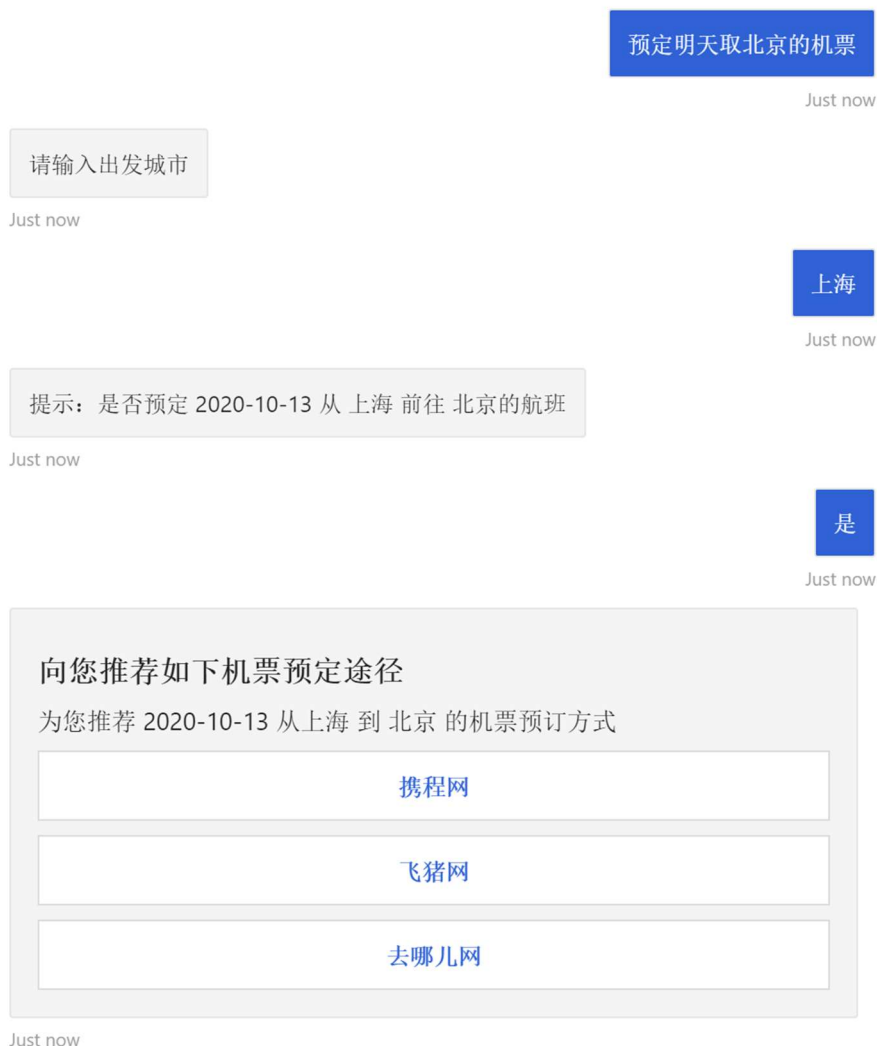 预定明天取北京的机票
Just now
请输入出发城市
Just now
上海
Just now
提示：是否预定 2020-10-13 从 上海 前往 北京的航班
Just now
是
Just now
向您推荐如下机票预定途径
为您推荐 2020-10-13 从上海 到 北京 的机票预订方式
携程网
飞猪网
去哪儿网
Just now